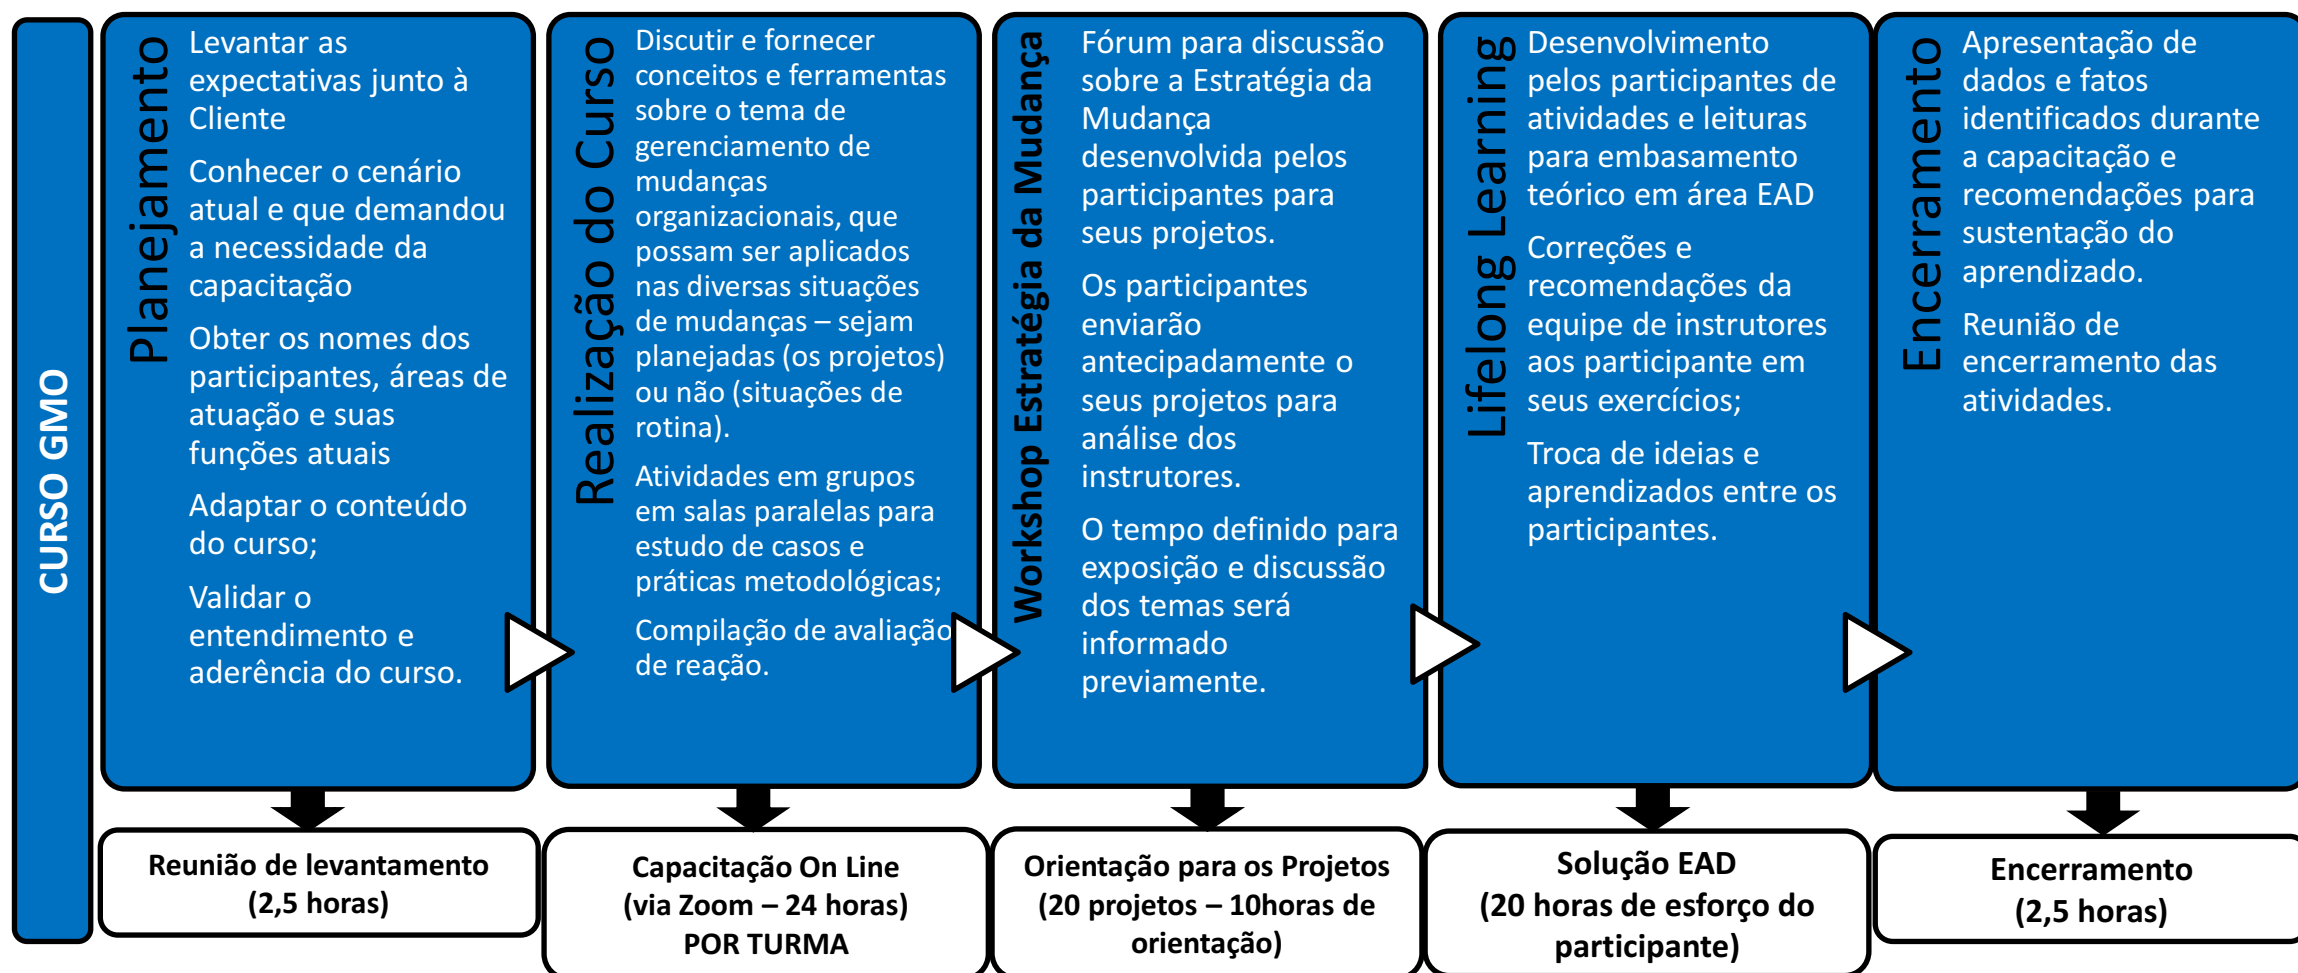 CURSO GMO
Planejamento
Levantar as
expectativas junto à
Cliente
Conhecer o cenário
atual e que demandou
a necessidade da
capacitação
Obter os nomes dos
participantes, áreas de
atuação e suas
funções atuais
Adaptar o conteúdo
do curso;
Validar o
entendimento e
aderência do curso.
Reunião de levantamento
(2,5 horas)
Realização do Curso
Discutir e fornecer
conceitos e ferramentas
sobre o tema de
gerenciamento de
mudanças
organizacionais, que
possam ser aplicados
nas diversas situações
de mudanças – sejam
planejadas (os projetos)
ou não (situações de
rotina).
Atividades em grupos
em salas paralelas para
estudo de casos e
práticas metodológicas;
Compilação de avaliação
de reação.
Capacitação On Line
(via Zoom – 24 horas)
POR TURMA
Workshop Estratégia da Mudança
Fórum para discussão
sobre a Estratégia da
Mudança
desenvolvida pelos
participantes para
seus projetos.
Os participantes
enviarão
antecipadamente o
seus projetos para
análise dos
instrutores.
O tempo definido para
exposição e discussão
dos temas será
informado
previamente.
Orientação para os Projetos
(20 projetos – 10horas de
orientação)
Lifelong Learning
Desenvolvimento
pelos participantes de
atividades e leituras
para embasamento
teórico em área EAD
Correções e
recomendações da
equipe de instrutores
aos participante em
seus exercícios;
Troca de ideias e
aprendizados entre os
participantes.
Solução EAD
(20 horas de esforço do
participante)
Encerramento
Apresentação de
dados e fatos
identificados durante
a capacitação e
recomendações para
sustentação do
aprendizado.
Reunião de
encerramento das
atividades.
Encerramento
(2,5 horas)